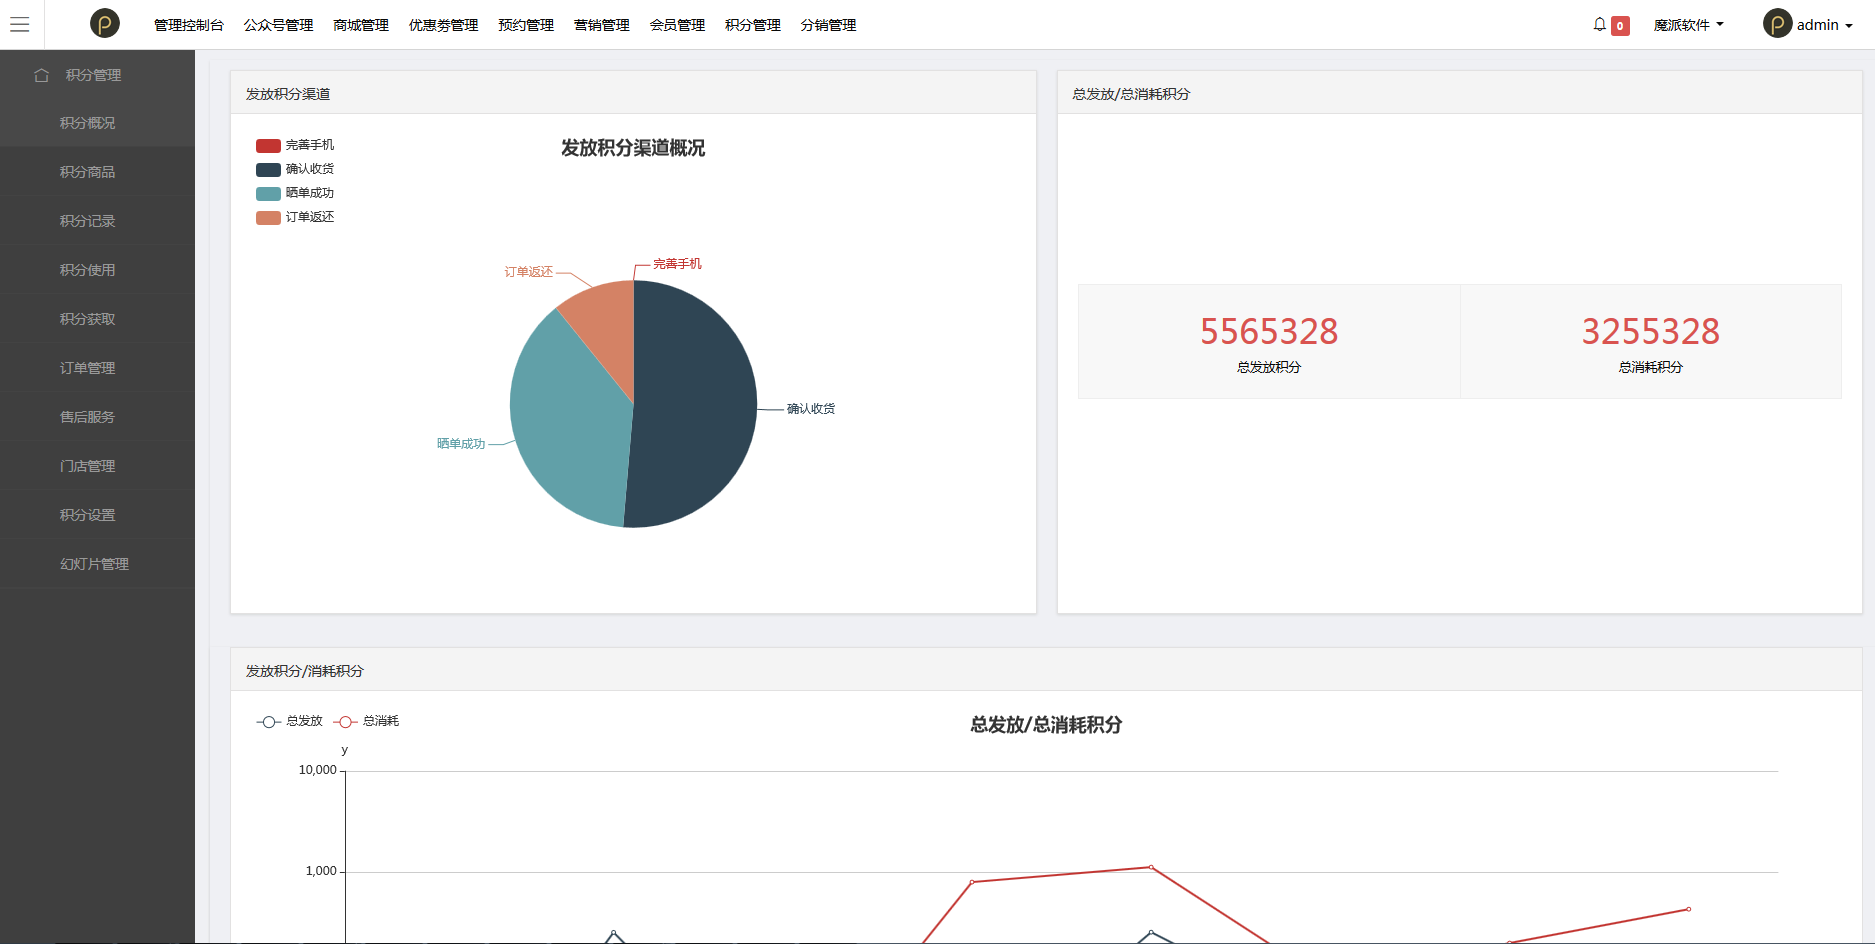 管理控制台 公众号管理 商城管理 优惠券管理 预约管理 营销管理 会员管理 积分管理 分销管理 0 魔派软件 admin
积分管理
积分概况
积分商品
积分记录
积分使用
积分获取
订单管理
售后服务
门店管理
积分设置
幻灯片管理
发放积分渠道
完善手机
确认收货
晒单成功
订单返还
发放积分渠道概况
订单返还
完善手机
确认收货
晒单成功
总发放/总消耗积分
5565328
总发放积分
3255328
总消耗积分
发放积分/消耗积分
总发放 总消耗
总发放/总消耗积分
y
10,000
1,000